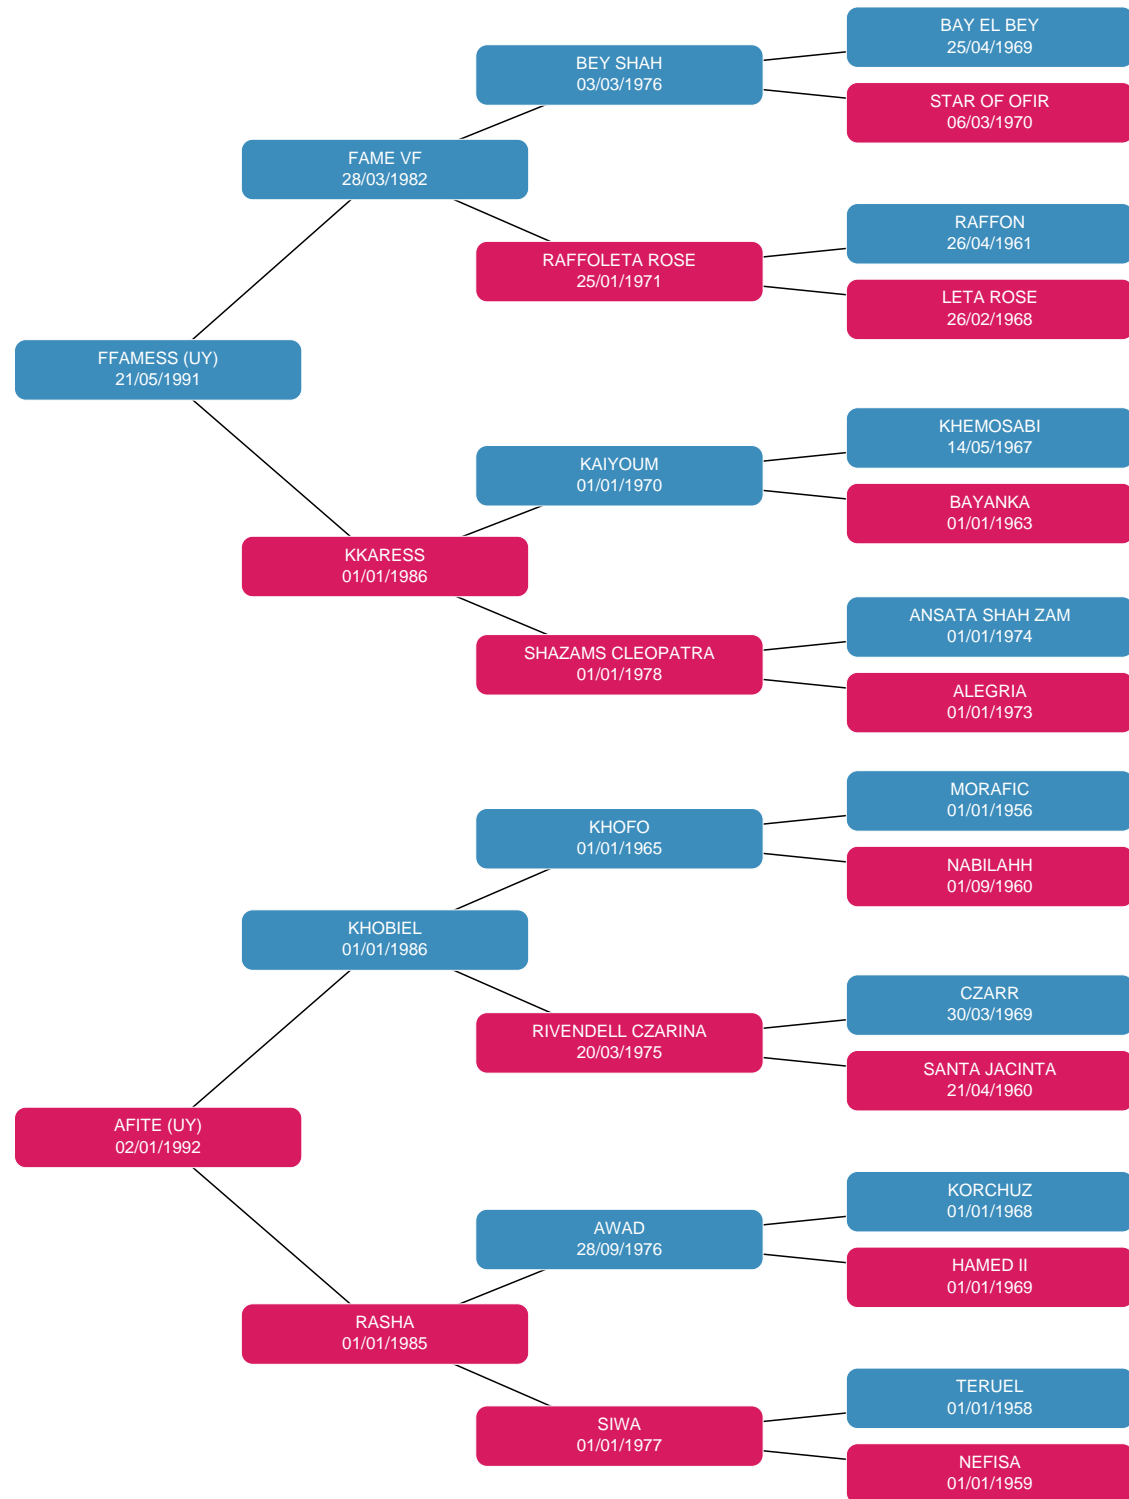 BAY EL BEY
25/04/1969
BEY SHAH
03/03/1976
STAR OF OFIR
06/03/1970
FAME VF
28/03/1982
RAFFON
26/04/1961
RAFFOLETA ROSE
25/01/1971
LETA ROSE
26/02/1968
FFAMESS (UY)
21/05/1991
KHEMOSABI
14/05/1967
KAIYOUM
01/01/1970
BAYANKA
01/01/1963
KKARESS
01/01/1986
ANSATA SHAH ZAM
01/01/1974
SHAZAMS CLEOPATRA
01/01/1978
ALEGRIA
01/01/1973
MORAFIC
01/01/1956
KHOFO
01/01/1965
NABILAHH
01/09/1960
KHOBIEL
01/01/1986
CZARR
30/03/1969
RIVENDELL CZARINA
20/03/1975
SANTA JACINTA
21/04/1960
AFITE (UY)
02/01/1992
KORCHUZ
01/01/1968
AWAD
28/09/1976
HAMED II
01/01/1969
RASHA
01/01/1985
TERUEL
01/01/1958
SIWA
01/01/1977
NEFISA
01/01/1959